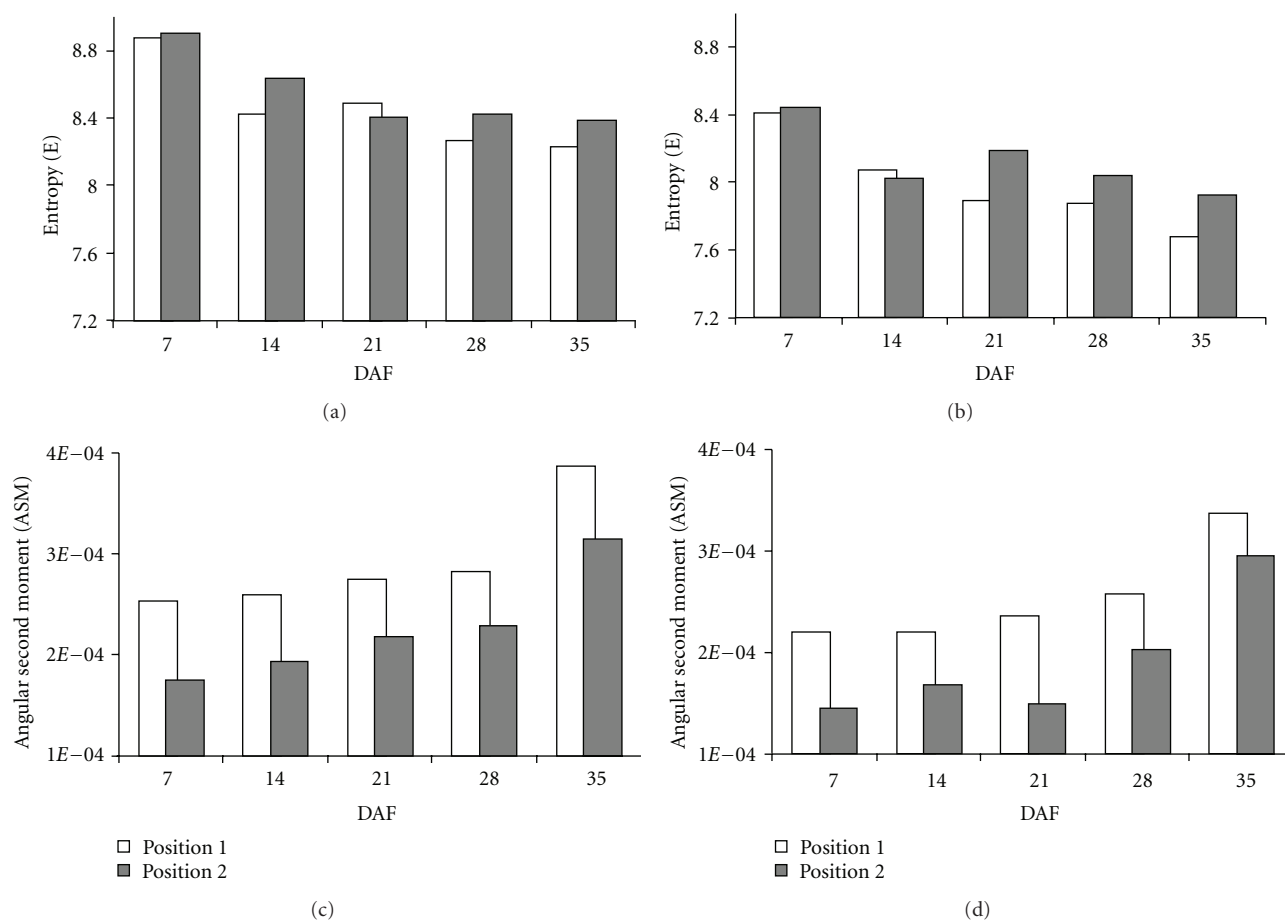 8.8
8.4
8
7.6
7.2
Entropy (E)
7 14 21 28 35
DAF
(a)
8.8
8.4
8
7.6
7.2
Entropy (E)
7 14 21 28 35
DAF
(b)
4E−04
3E−04
2E−04
1E−04
Angular second moment (ASM)
7 14 21 28 35
DAF
Position 1
Position 2
(c)
4E−04
3E−04
2E−04
1E−04
Angular second moment (ASM)
7 14 21 28 35
DAF
Position 1
Position 2
(d)